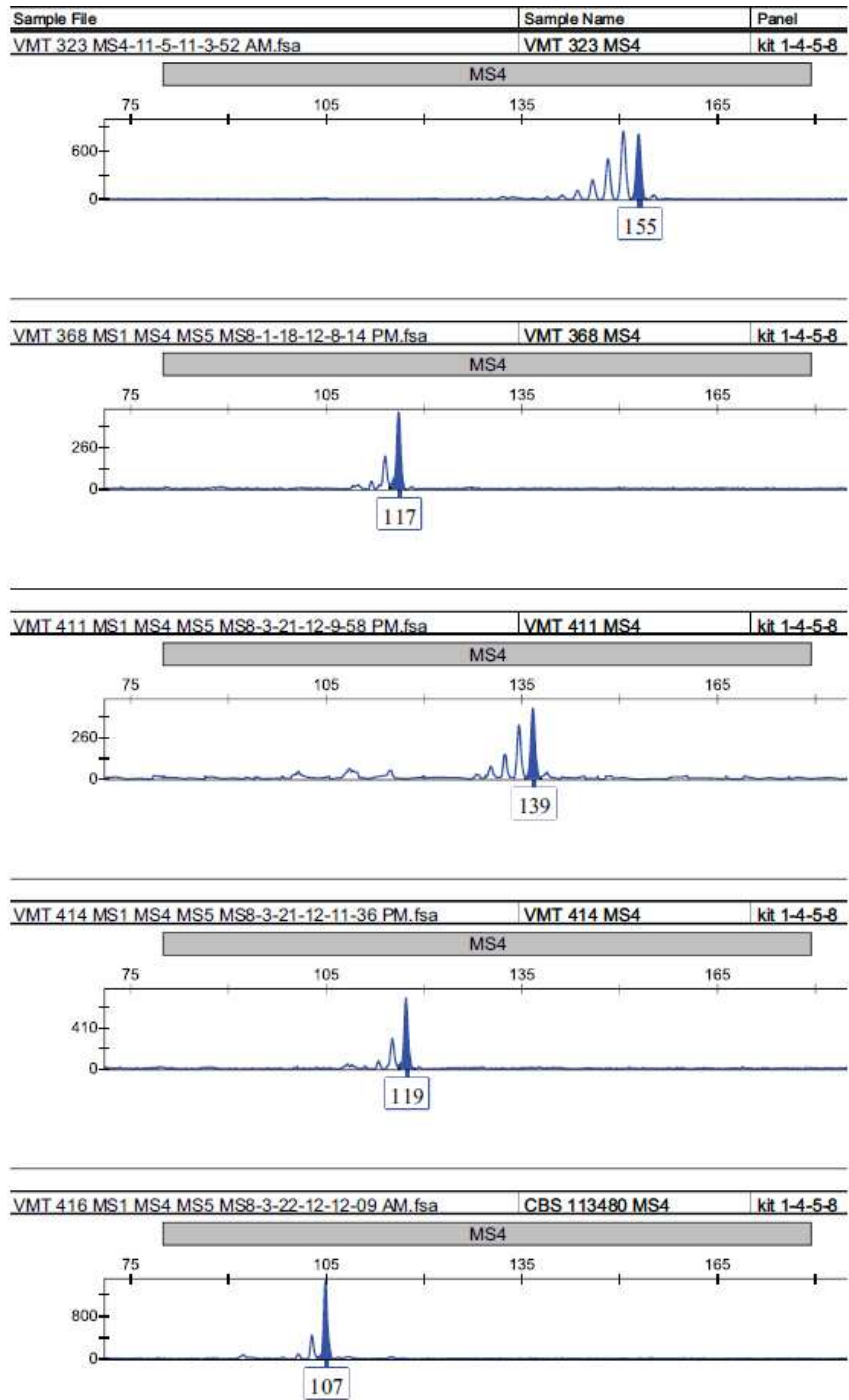 Sample File Sample Name Panel
VMT 323 MS4-11-5-11-3-52 AM.fsa VMT 323 MS4 kit 1-4-5-8
MS4
75 105 135 165
600
0
155
VMT 368 MS1 MS4 MS5 MS8-1-18-12-8-14 PM.fsa VMT 368 MS4 kit 1-4-5-8
MS4
75 105 135 165
260
0
117
VMT 411 MS1 MS4 MS5 MS8-3-21-12-9-58 PM.fsa VMT 411 MS4 kit 1-4-5-8
MS4
75 105 135 165
260
0
139
VMT 414 MS1 MS4 MS5 MS8-3-21-12-11-36 PM.fsa VMT 414 MS4 kit 1-4-5-8
MS4
75 105 135 165
410
0
119
VMT 416 MS1 MS4 MS5 MS8-3-22-12-12-09 AM.fsa CBS 113480 MS4 kit 1-4-5-8
MS4
75 105 135 165
800
0
107